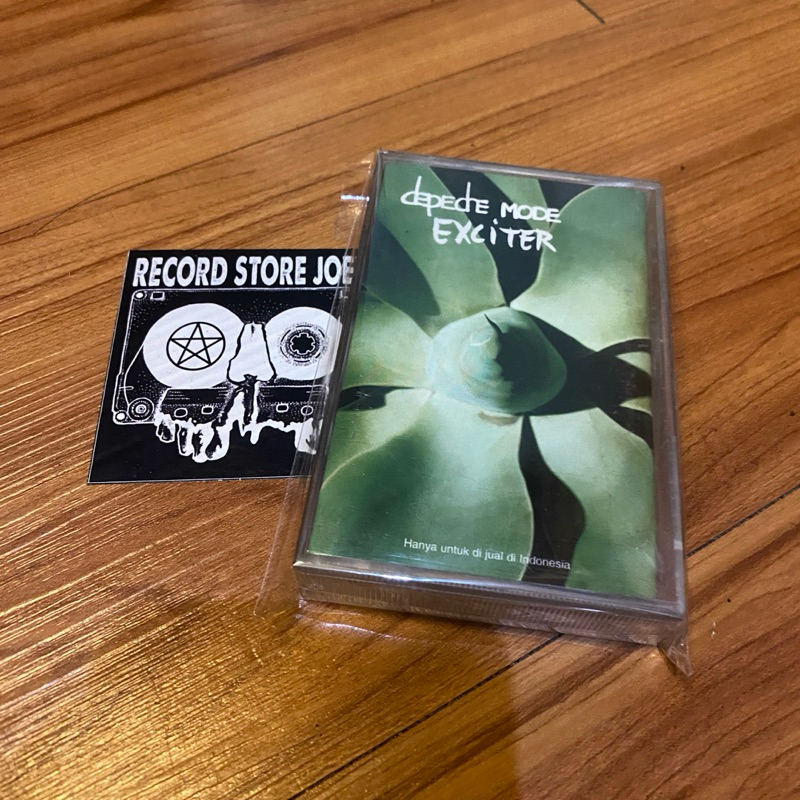 RECORD STORE JOE
depeche MODE
EXCiTER
Hanya untuk di jual di Indonesia